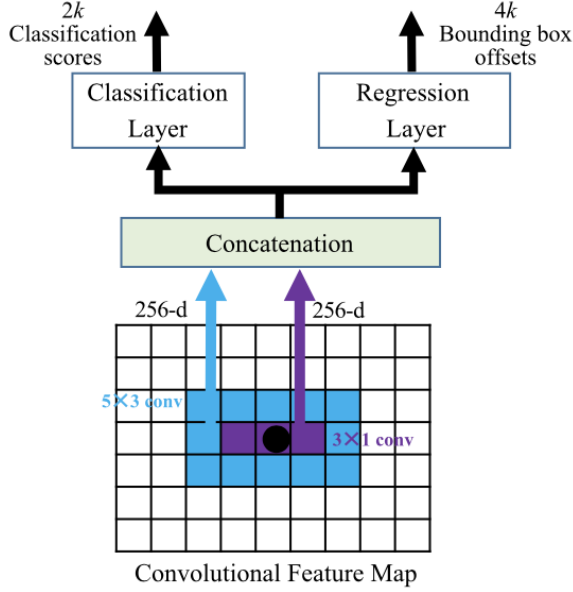 2k
Classification
scores
4k
Bounding box
offsets
Classification
Layer
Regression
Layer
Concatenation
256-d
256-d
5×3 conv
3×1 conv
Convolutional Feature Map